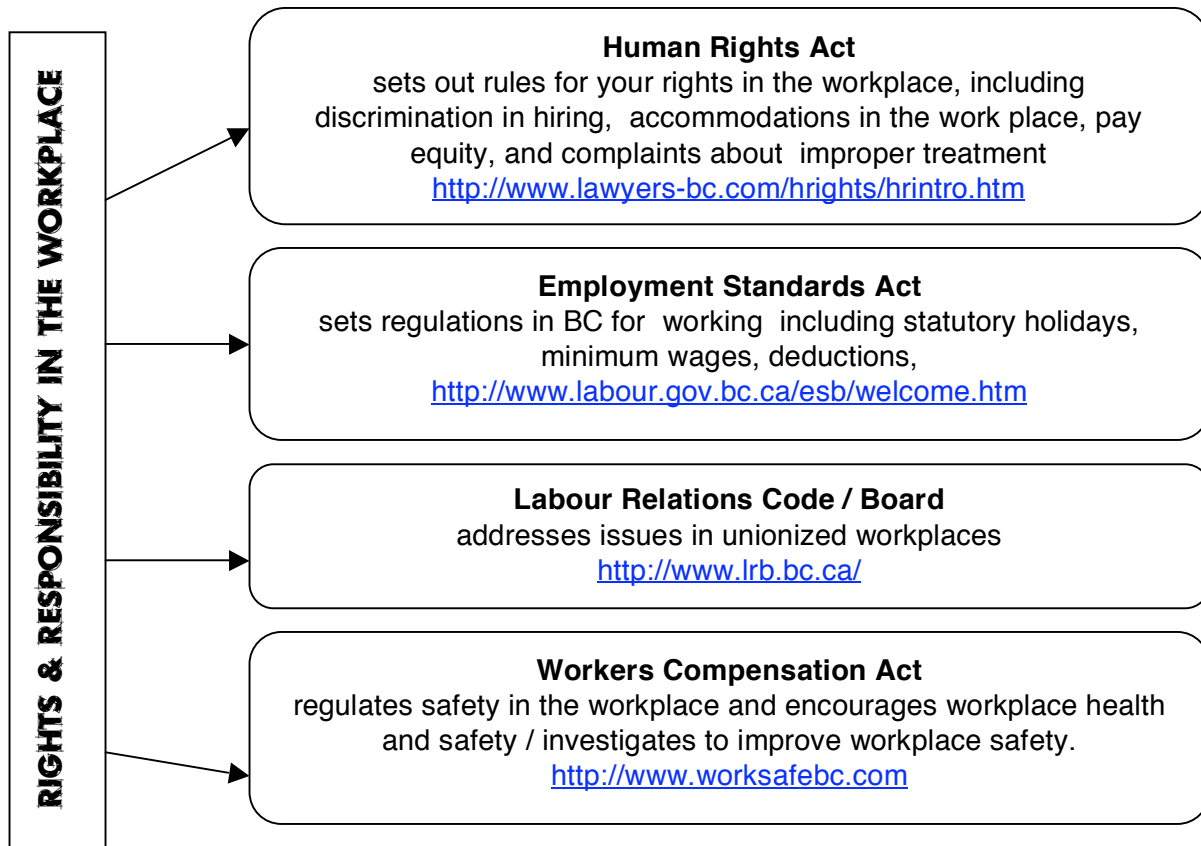 RIGHTS & RESPONSIBILITY IN THE WORKPLACE
Human Rights Act
sets out rules for your rights in the workplace, including
discrimination in hiring,  accommodations in the work place, pay
equity, and complaints about  improper treatment
http://www.lawyers-bc.com/hrights/hrintro.htm
Employment Standards Act
sets regulations in BC for  working  including statutory holidays,
minimum wages, deductions,
http://www.labour.gov.bc.ca/esb/welcome.htm
Labour Relations Code / Board
addresses issues in unionized workplaces
http://www.lrb.bc.ca/
Workers Compensation Act
regulates safety in the workplace and encourages workplace health
and safety / investigates to improve workplace safety.
http://www.worksafebc.com